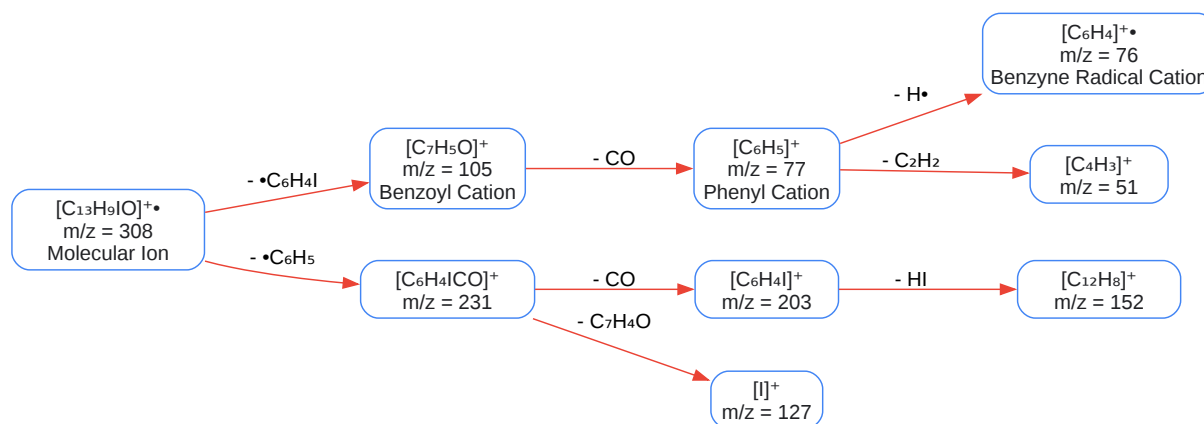 [C₆H₄]⁺•
m/z = 76
Benzyne Radical Cation
- H•
[C₇H₅O]⁺
m/z = 105
Benzoyl Cation
- CO
[C₆H₅]⁺
m/z = 77
Phenyl Cation
- C₂H₂
[C₄H₃]⁺
m/z = 51
- •C₆H₄I
[C₁₃H₉IO]⁺•
m/z = 308
Molecular Ion
- •C₆H₅
[C₆H₄ICO]⁺
m/z = 231
- CO
[C₆H₄I]⁺
m/z = 203
- HI
[C₁₂H₈]⁺
m/z = 152
- C₇H₄O
[I]⁺
m/z = 127